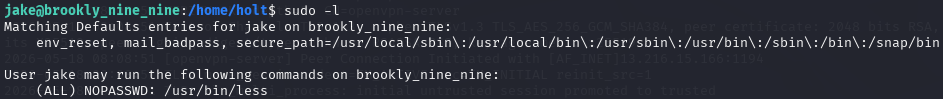 jake@brookly_nine_nine:/home/holt$ sudo -l
Matching Defaults entries for jake on brookly_nine_nine:
    env_reset, mail_badpass, secure_path=/usr/local/sbin\:/usr/local/bin\:/usr/sbin\:/usr/bin\:/sbin\:/bin\:/snap/bin

User jake may run the following commands on brookly_nine_nine:
    (ALL) NOPASSWD: /usr/bin/less